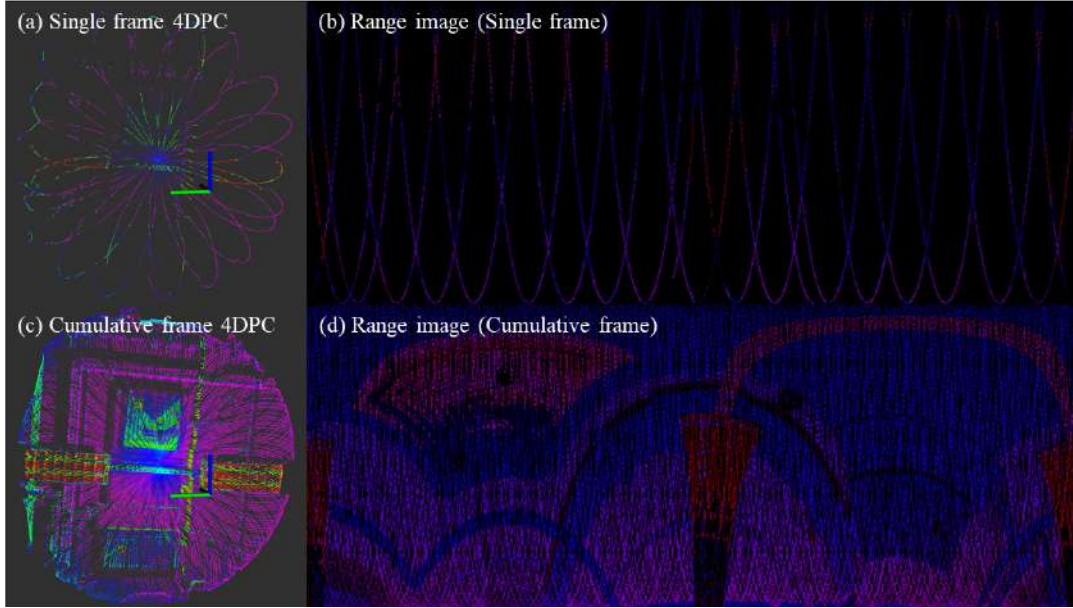 (a) Single frame 4DPC
(b) Range image (Single frame)
(c) Cumulative frame 4DPC
(d) Range image (Cumulative frame)